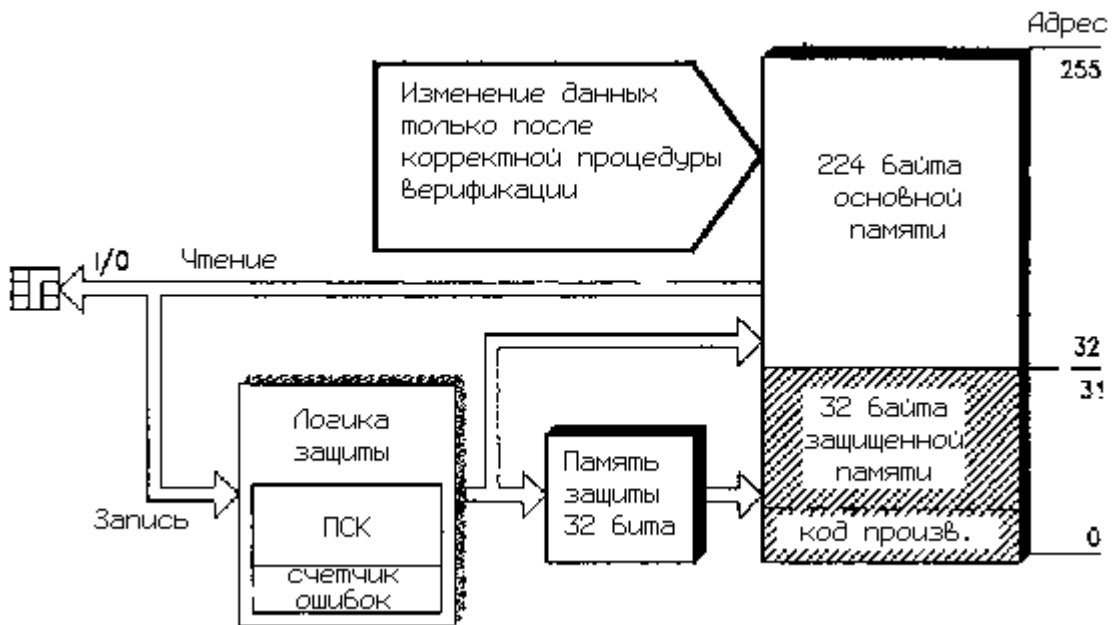 Адрес
255
Изменение данных
только после
корректной процедуры
верификации
224 байта
основной
памяти
I/0
Чтение
32
31
32 байта
защищенной
памяти
Логика
защиты
Память
защиты
32 бита
Запись
ПСК
код произв.
0
счетчик
ошибок